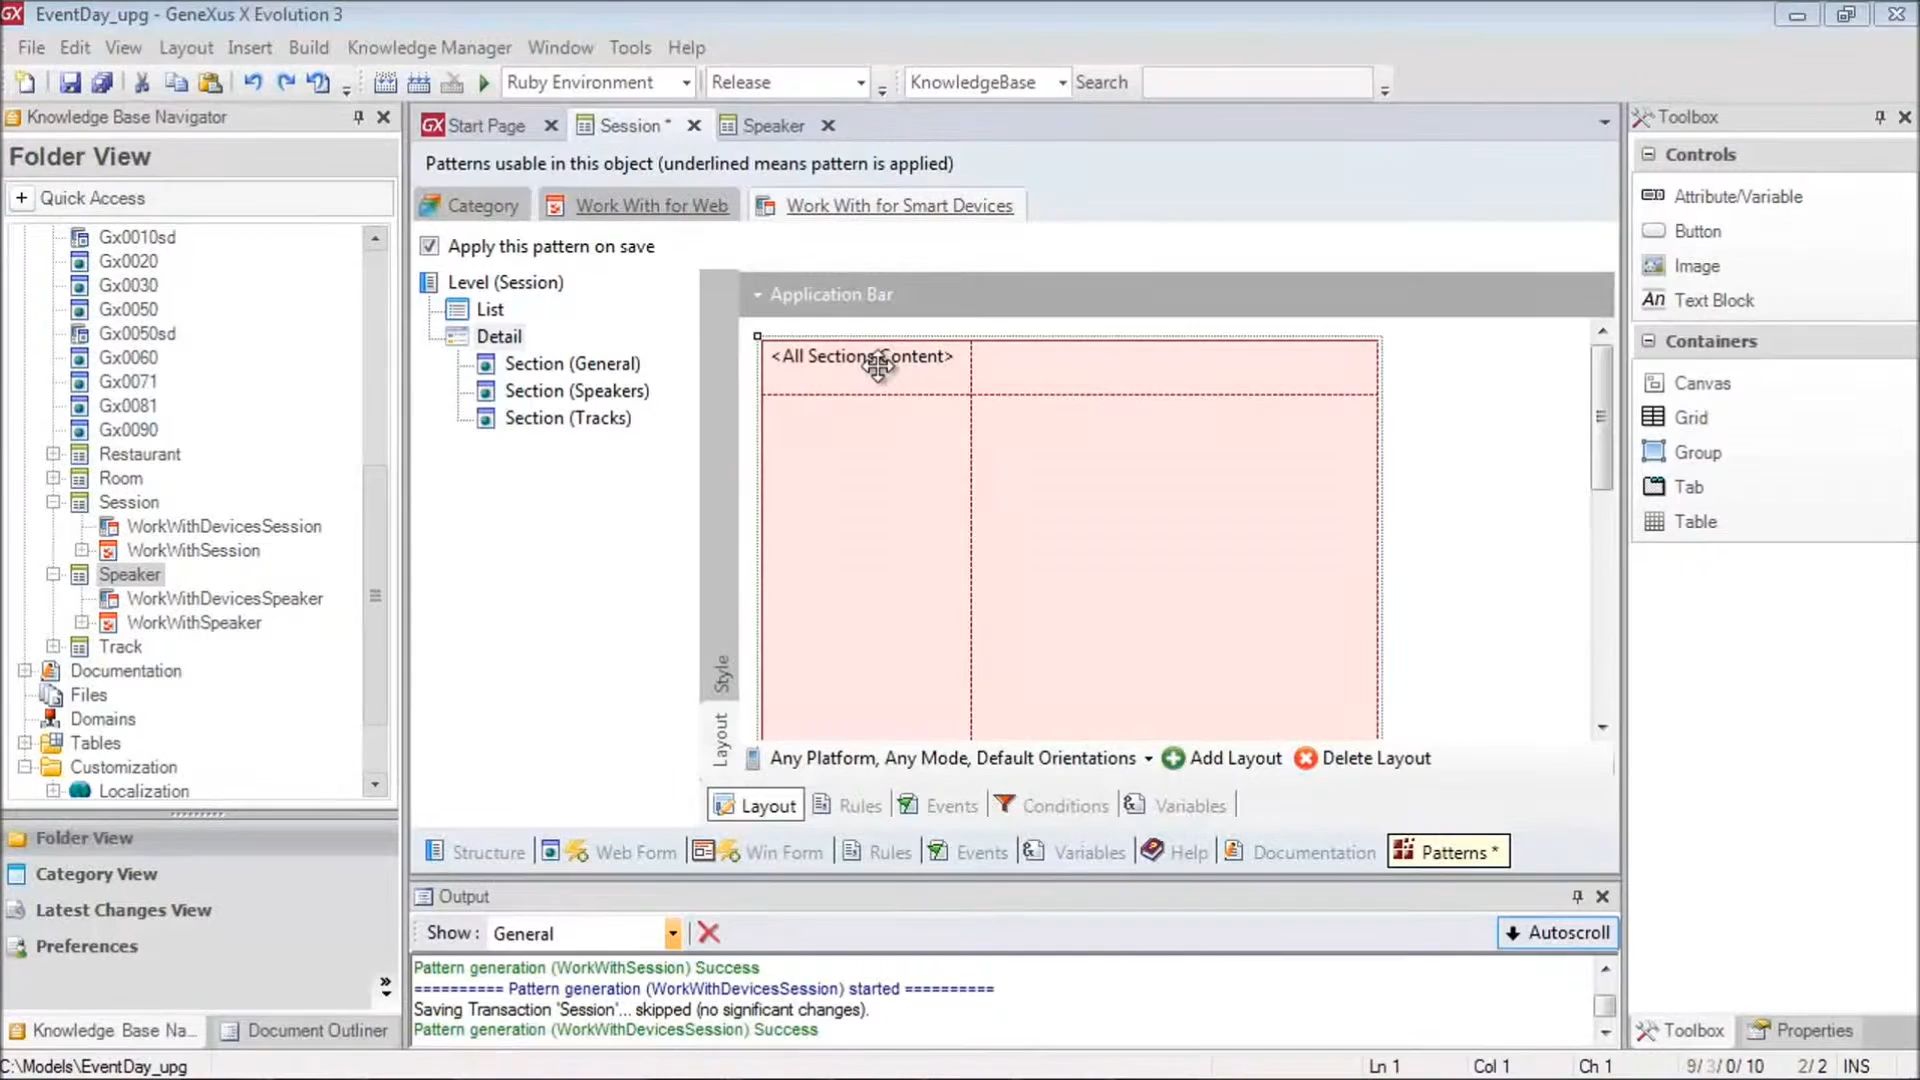 EventDay_upg - GeneXus X Evolution 3
File Edit View Layout Insert Build Knowledge Manager Window Tools Help
Ruby Environment Release KnowledgeBase Search
Knowledge Base Navigator
Folder View
Quick Access
Gx0010sd
Gx0020
Gx0030
Gx0050
Gx0050sd
Gx0060
Gx0071
Gx0081
Gx0090
Restaurant
Room
Session
WorkWithDevicesSession
WorkWithSession
Speaker
WorkWithDevicesSpeaker
WorkWithSpeaker
Track
Documentation
Files
Domains
Tables
Customization
Localization
Folder View
Category View
Latest Changes View
Preferences
Knowledge Base Na... Document Outliner
GX Start Page Session * Speaker
Patterns usable in this object (underlined means pattern is applied)
Category Work With for Web Work With for Smart Devices
Apply this pattern on save
Level (Session)
List
Detail
Section (General)
Section (Speakers)
Section (Tracks)
Application Bar
<All Sections Content>
Style
Layout
Any Platform, Any Mode, Default Orientations Add Layout Delete Layout
Layout Rules Events Conditions Variables
Structure Web Form Win Form Rules Events Variables Help Documentation Patterns *
Output
Show: General Autoscroll
Pattern generation (WorkWithSession) Success
========== Pattern generation (WorkWithDevicesSession) started ==========
Saving Transaction 'Session'... skipped (no significant changes).
Pattern generation (WorkWithDevicesSession) Success
Toolbox
Controls
Attribute/Variable
Button
Image
Text Block
Containers
Canvas
Grid
Group
Tab
Table
Toolbox Properties
C:\Models\EventDay_upg Ln 1 Col 1 Ch 1 9/3/0/10 2/2 INS